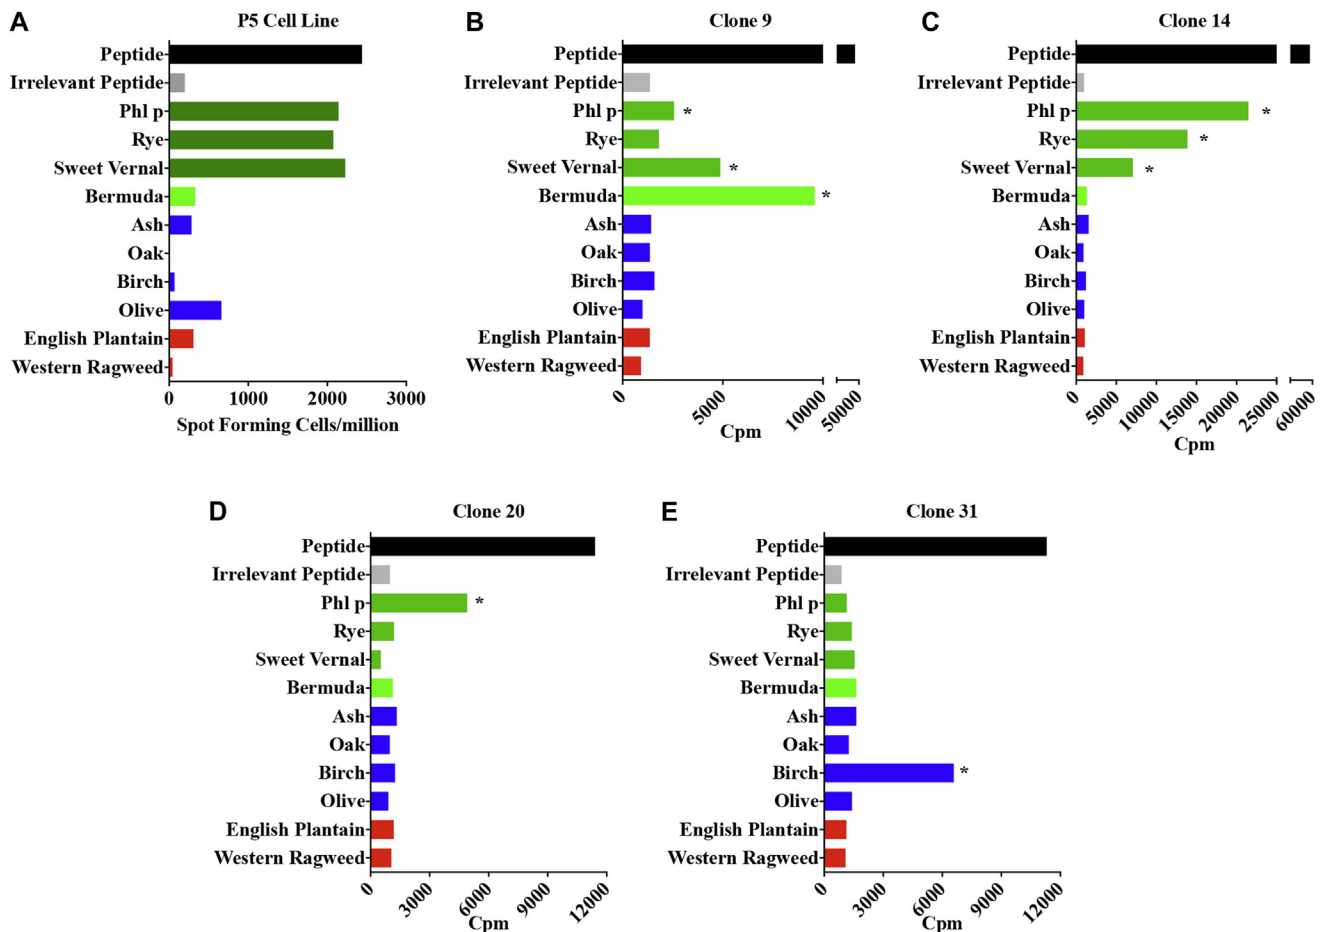 A
P5 Cell Line
Peptide
Irrelevant Peptide
Phl p
Rye
Sweet Vernal
Bermuda
Ash
Oak
Birch
Olive
English Plantain
Western Ragweed
0 1000 2000 3000
Spot Forming Cells/million
B
Clone 9
Peptide
Irrelevant Peptide
Phl p *
Rye
Sweet Vernal *
Bermuda *
Ash
Oak
Birch
Olive
English Plantain
Western Ragweed
0 5000 10000 50000
Cpm
C
Clone 14
Peptide
Irrelevant Peptide
Phl p *
Rye *
Sweet Vernal *
Bermuda
Ash
Oak
Birch
Olive
English Plantain
Western Ragweed
0 5000 10000 15000 20000 25000 60000
Cpm
D
Clone 20
Peptide
Irrelevant Peptide
Phl p *
Rye
Sweet Vernal
Bermuda
Ash
Oak
Birch
Olive
English Plantain
Western Ragweed
0 3000 6000 9000 12000
Cpm
E
Clone 31
Peptide
Irrelevant Peptide
Phl p
Rye
Sweet Vernal
Bermuda
Ash
Oak
Birch *
Olive
English Plantain
Western Ragweed
0 3000 6000 9000 12000
Cpm